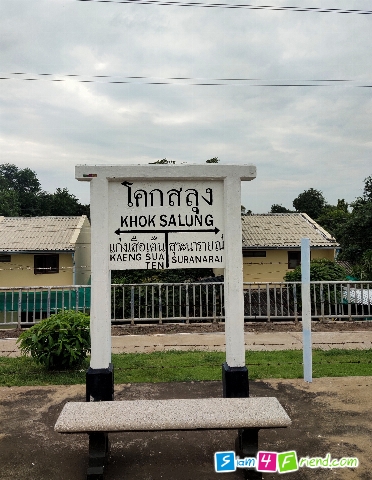 โคกสลุง
KHOK SALUNG
แก่งเสือเต้น สุระนารายณ์
KAENG SUA TEN SURANARAI
Siam4Friend.com